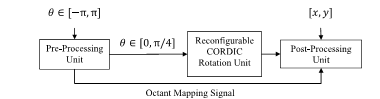 θ ∈ [−π, π]
[x, y]
θ ∈ [0, π/4]
Pre-Processing
Unit
Reconfigurable
CORDIC
Rotation Unit
Post-Processing
Unit
Octant Mapping Signal